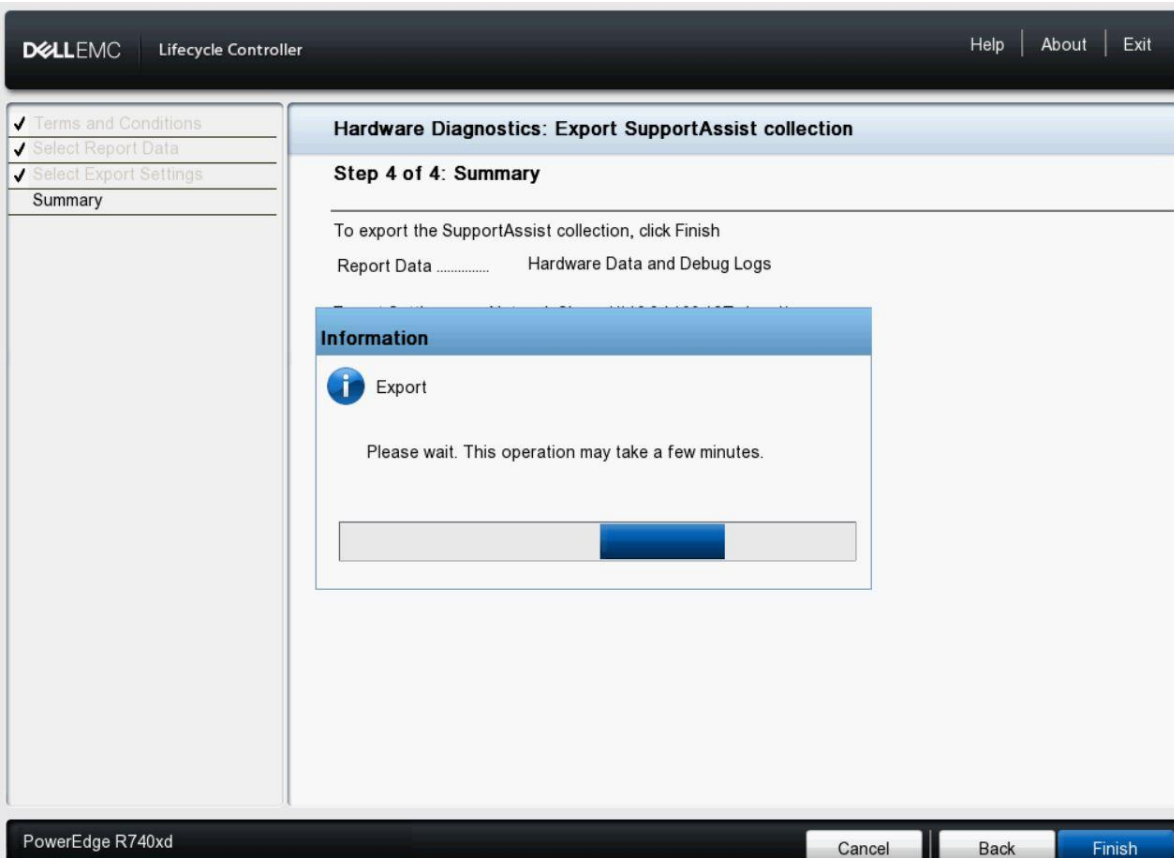 DELLEMC Lifecycle Controller
Help About Exit
Terms and Conditions
Select Report Data
Select Export Settings
Summary
Hardware Diagnostics: Export SupportAssist collection
Step 4 of 4: Summary
To export the SupportAssist collection, click Finish
Report Data ............... Hardware Data and Debug Logs
Information
Export
Please wait. This operation may take a few minutes.
PowerEdge R740xd
Cancel Back Finish